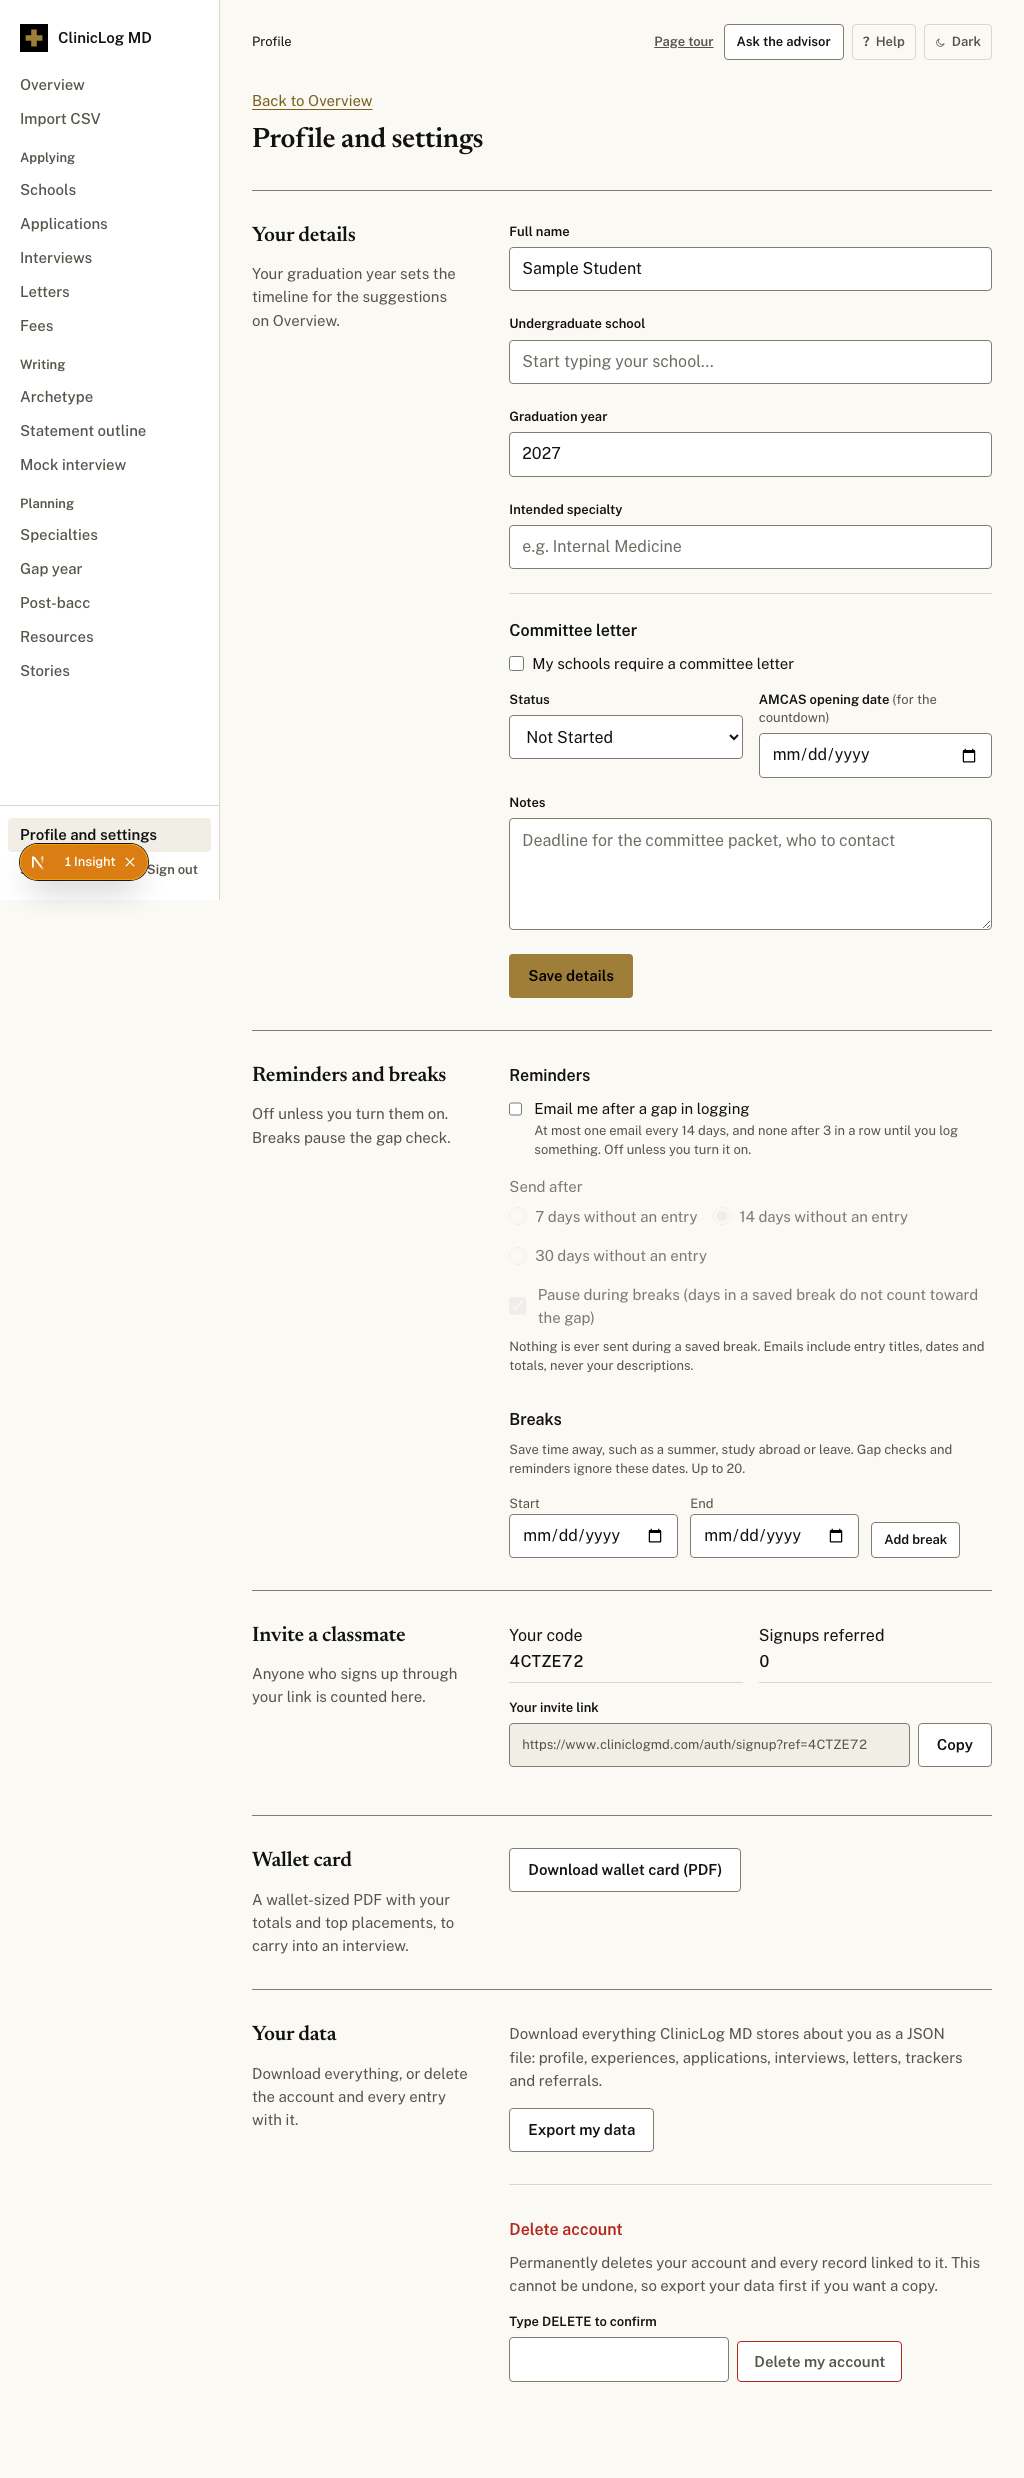 ClinicLog MD
Overview
Import CSV
Applying
Schools
Applications
Interviews
Letters
Fees
Writing
Archetype
Statement outline
Mock interview
Planning
Specialties
Gap year
Post-bacc
Resources
Stories
Profile and settings
1 Insight
Sign out
Profile
Page tour
Ask the advisor
? Help
Dark
Back to Overview
Profile and settings
Your details
Your graduation year sets the
timeline for the suggestions
on Overview.
Full name
Sample Student
Undergraduate school
Start typing your school...
Graduation year
2027
Intended specialty
e.g. Internal Medicine
Committee letter
My schools require a committee letter
Status
Not Started
AMCAS opening date (for the
countdown)
mm/dd/yyyy
Notes
Deadline for the committee packet, who to contact
Save details
Reminders and breaks
Off unless you turn them on.
Breaks pause the gap check.
Reminders
Email me after a gap in logging
At most one email every 14 days, and none after 3 in a row until you log
something. Off unless you turn it on.
Send after
7 days without an entry
14 days without an entry
30 days without an entry
Pause during breaks (days in a saved break do not count toward
the gap)
Nothing is ever sent during a saved break. Emails include entry titles, dates and
totals, never your descriptions.
Breaks
Save time away, such as a summer, study abroad or leave. Gap checks and
reminders ignore these dates. Up to 20.
Start
mm/dd/yyyy
End
mm/dd/yyyy
Add break
Invite a classmate
Anyone who signs up through
your link is counted here.
Your code
4CTZE72
Signups referred
0
Your invite link
https://www.cliniclogmd.com/auth/signup?ref=4CTZE72
Copy
Wallet card
A wallet-sized PDF with your
totals and top placements, to
carry into an interview.
Download wallet card (PDF)
Your data
Download everything, or delete
the account and every entry
with it.
Download everything ClinicLog MD stores about you as a JSON
file: profile, experiences, applications, interviews, letters, trackers
and referrals.
Export my data
Delete account
Permanently deletes your account and every record linked to it. This
cannot be undone, so export your data first if you want a copy.
Type DELETE to confirm
Delete my account